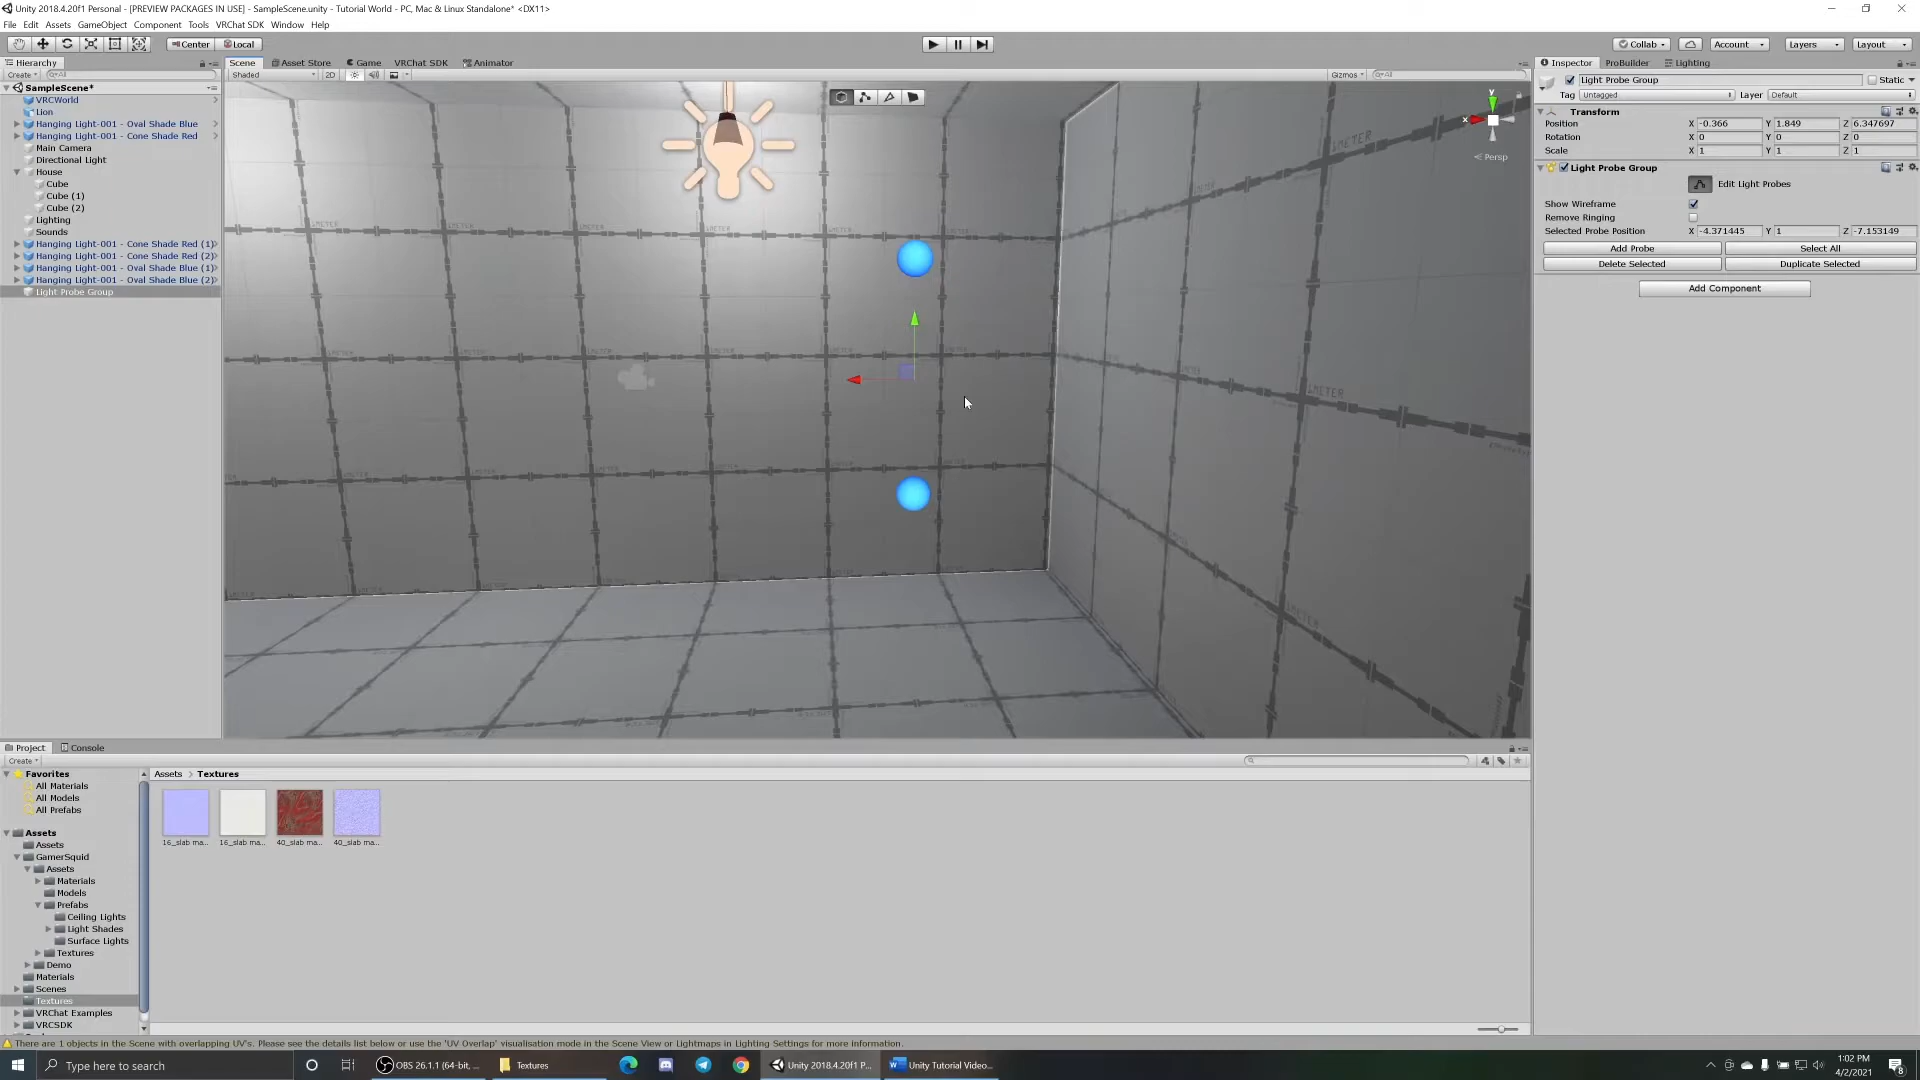 Unity 2018.4.20f1 Personal - [PREVIEW PACKAGES IN USE] - SampleScene.unity - Tutorial World - PC, Mac & Linux Standalone* <DX11>
File Edit Assets GameObject Component Tools VRChat SDK Window Help
Center Local
Collab Account Layers Layout
Hierarchy
Create All
SampleScene*
VRCWorld
Lion
Hanging Light-001 - Oval Shade Blue
Hanging Light-001 - Cone Shade Red
Main Camera
Directional Light
House
Cube
Cube (1)
Cube (2)
Lighting
Sounds
Hanging Light-001 - Cone Shade Red (1)
Hanging Light-001 - Cone Shade Red (2)
Hanging Light-001 - Oval Shade Blue (1)
Hanging Light-001 - Oval Shade Blue (2)
Light Probe Group
Scene Asset Store Game VRChat SDK Animator
Shaded 2D Gizmos All
y
x
Persp
Inspector ProBuilder Lighting
Light Probe Group Static
Tag Untagged Layer Default
Transform
Position X -0.366 Y 1.849 Z 6.347697
Rotation X 0 Y 0 Z 0
Scale X 1 Y 1 Z 1
Light Probe Group
Edit Light Probes
Show Wireframe
Remove Ringing
Selected Probe Position X -4.371445 Y 1 Z -7.153149
Add Probe Select All
Delete Selected Duplicate Selected
Add Component
Project Console
Create
Favorites
All Materials
All Models
All Prefabs
Assets
Assets
GamerSquid
Assets
Materials
Models
Prefabs
Ceiling Lights
Light Shades
Surface Lights
Textures
Demo
Materials
Scenes
Textures
VRChat Examples
VRCSDK
Assets > Textures
16_slab ma... 16_slab ma... 40_slab ma... 40_slab ma...
There are 1 objects in the Scene with overlapping UV's. Please see the details list below or use the 'UV Overlap' visualisation mode in the Scene View or Lightmaps in Lighting Settings for more information.
Type here to search
OBS 26.1.1 (64-bit, ...
Textures
Unity 2018.4.20f1 P...
Unity Tutorial Video...
1:02 PM
4/2/2021
8